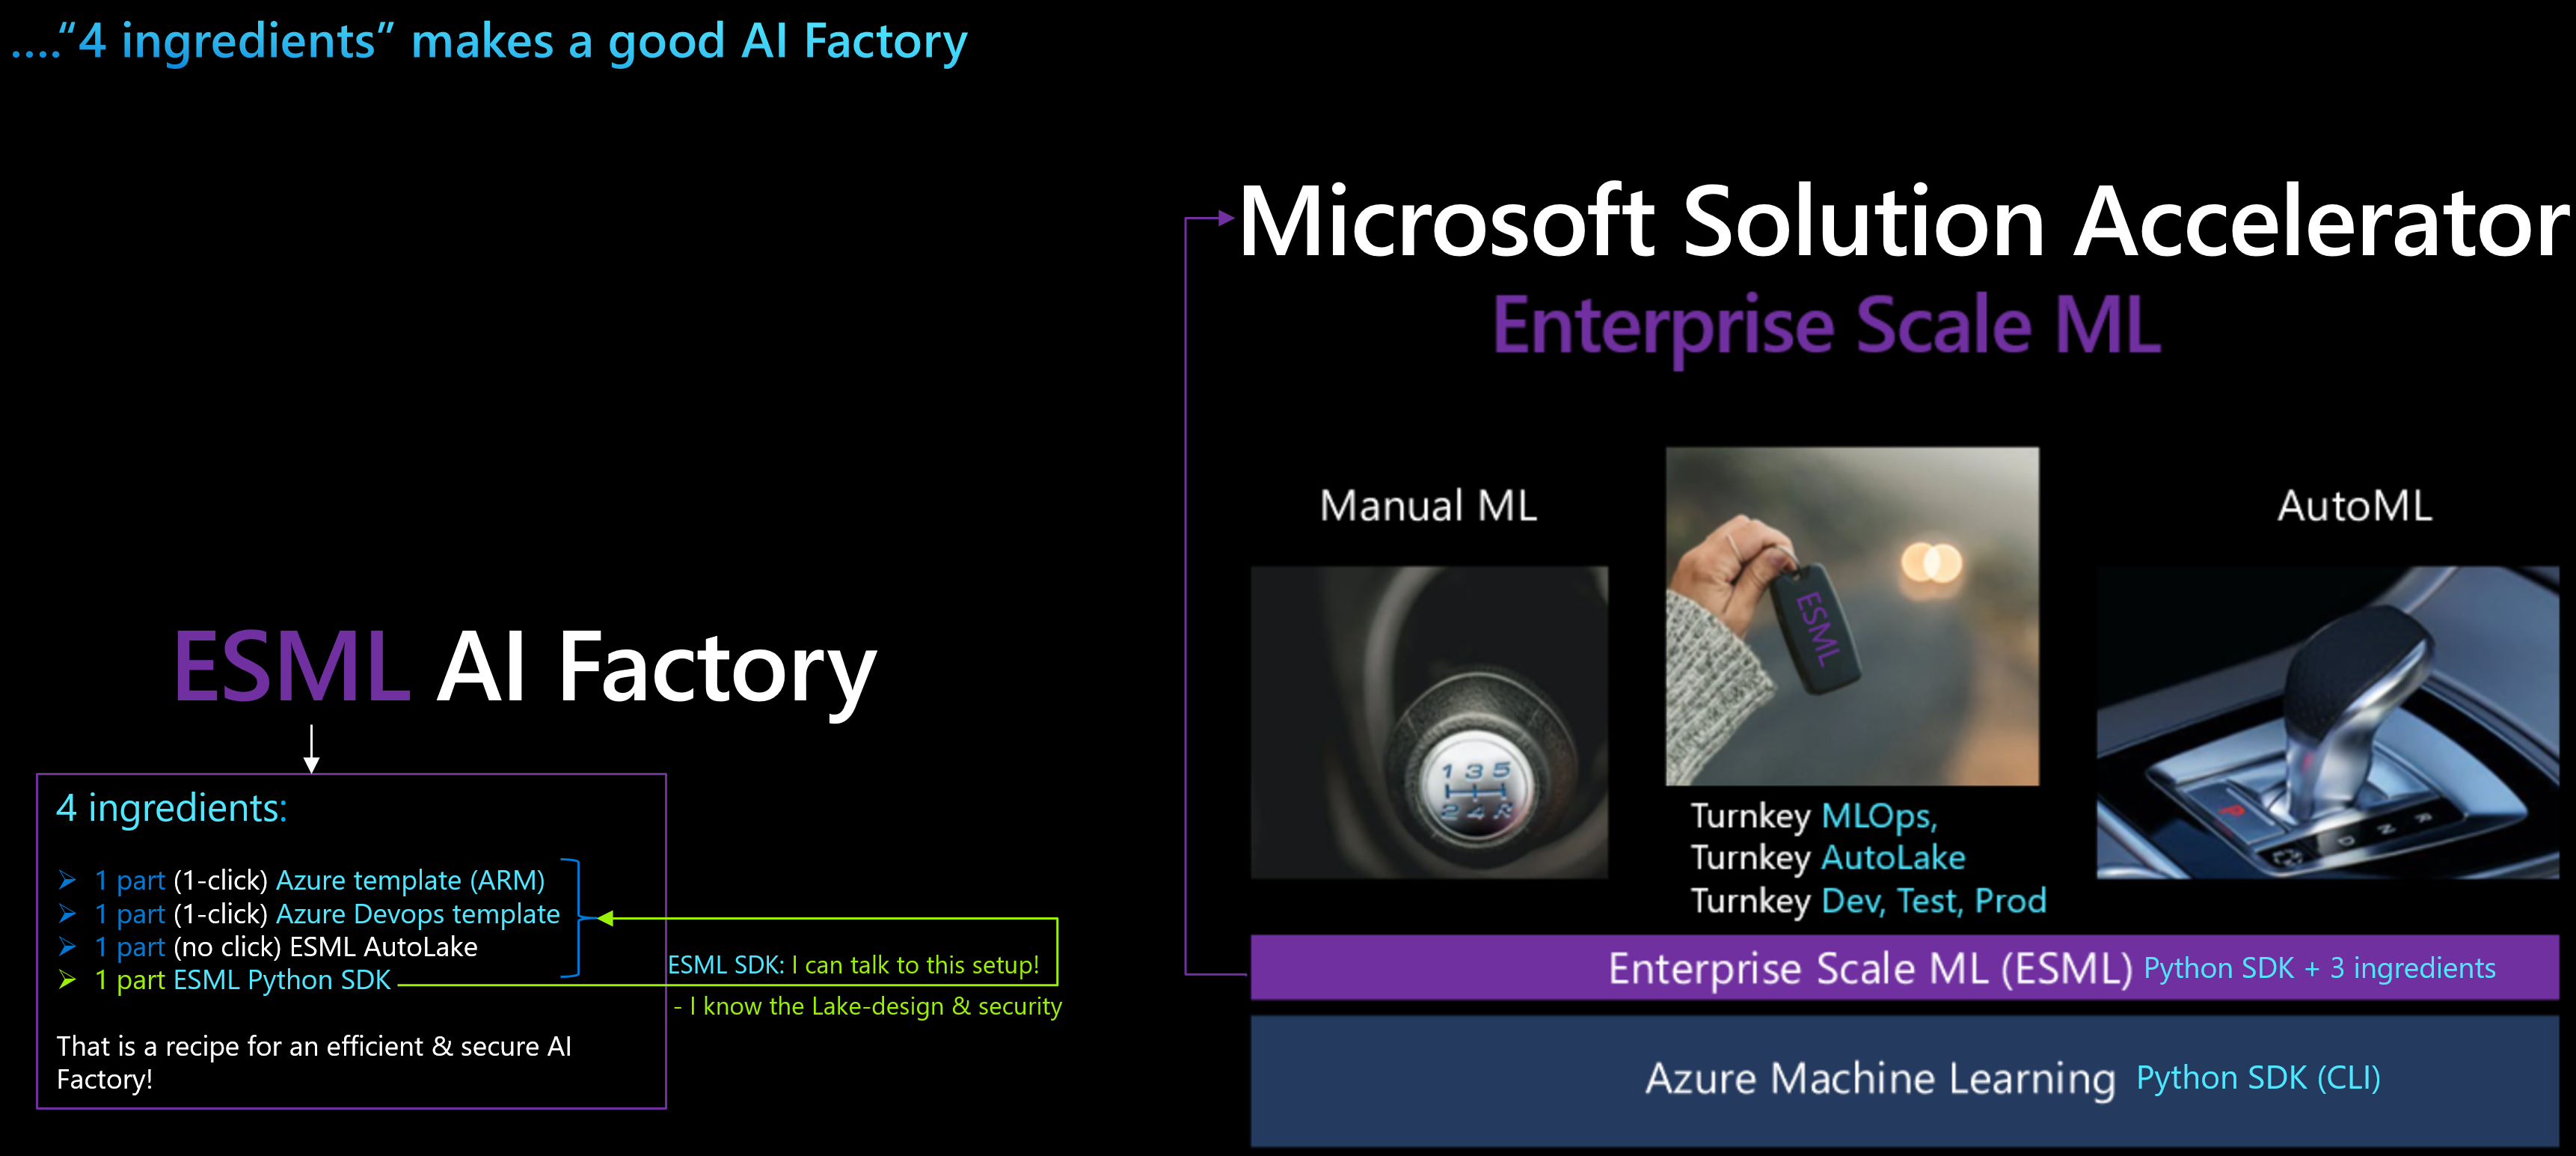 ...."4 ingredients" makes a good AI Factory
Microsoft Solution Accelerator
Enterprise Scale ML
Manual ML
AutoML
ESML
1 3 5
2 4 R
P
D N R
Turnkey MLOps,
Turnkey AutoLake
Turnkey Dev, Test, Prod
Enterprise Scale ML (ESML) Python SDK + 3 ingredients
Azure Machine Learning Python SDK (CLI)
ESML AI Factory
4 ingredients:
➢ 1 part (1-click) Azure template (ARM)
➢ 1 part (1-click) Azure Devops template
➢ 1 part (no click) ESML AutoLake
➢ 1 part ESML Python SDK
That is a recipe for an efficient & secure AI
Factory!
ESML SDK: I can talk to this setup!
- I know the Lake-design & security